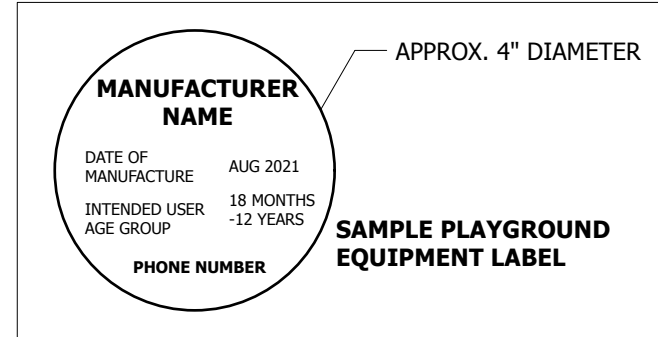 APPROX. 4" DIAMETER
MANUFACTURER
NAME
DATE OF
MANUFACTURE
AUG 2021
INTENDED USER
AGE GROUP
18 MONTHS
-12 YEARS
PHONE NUMBER
SAMPLE PLAYGROUND
EQUIPMENT LABEL